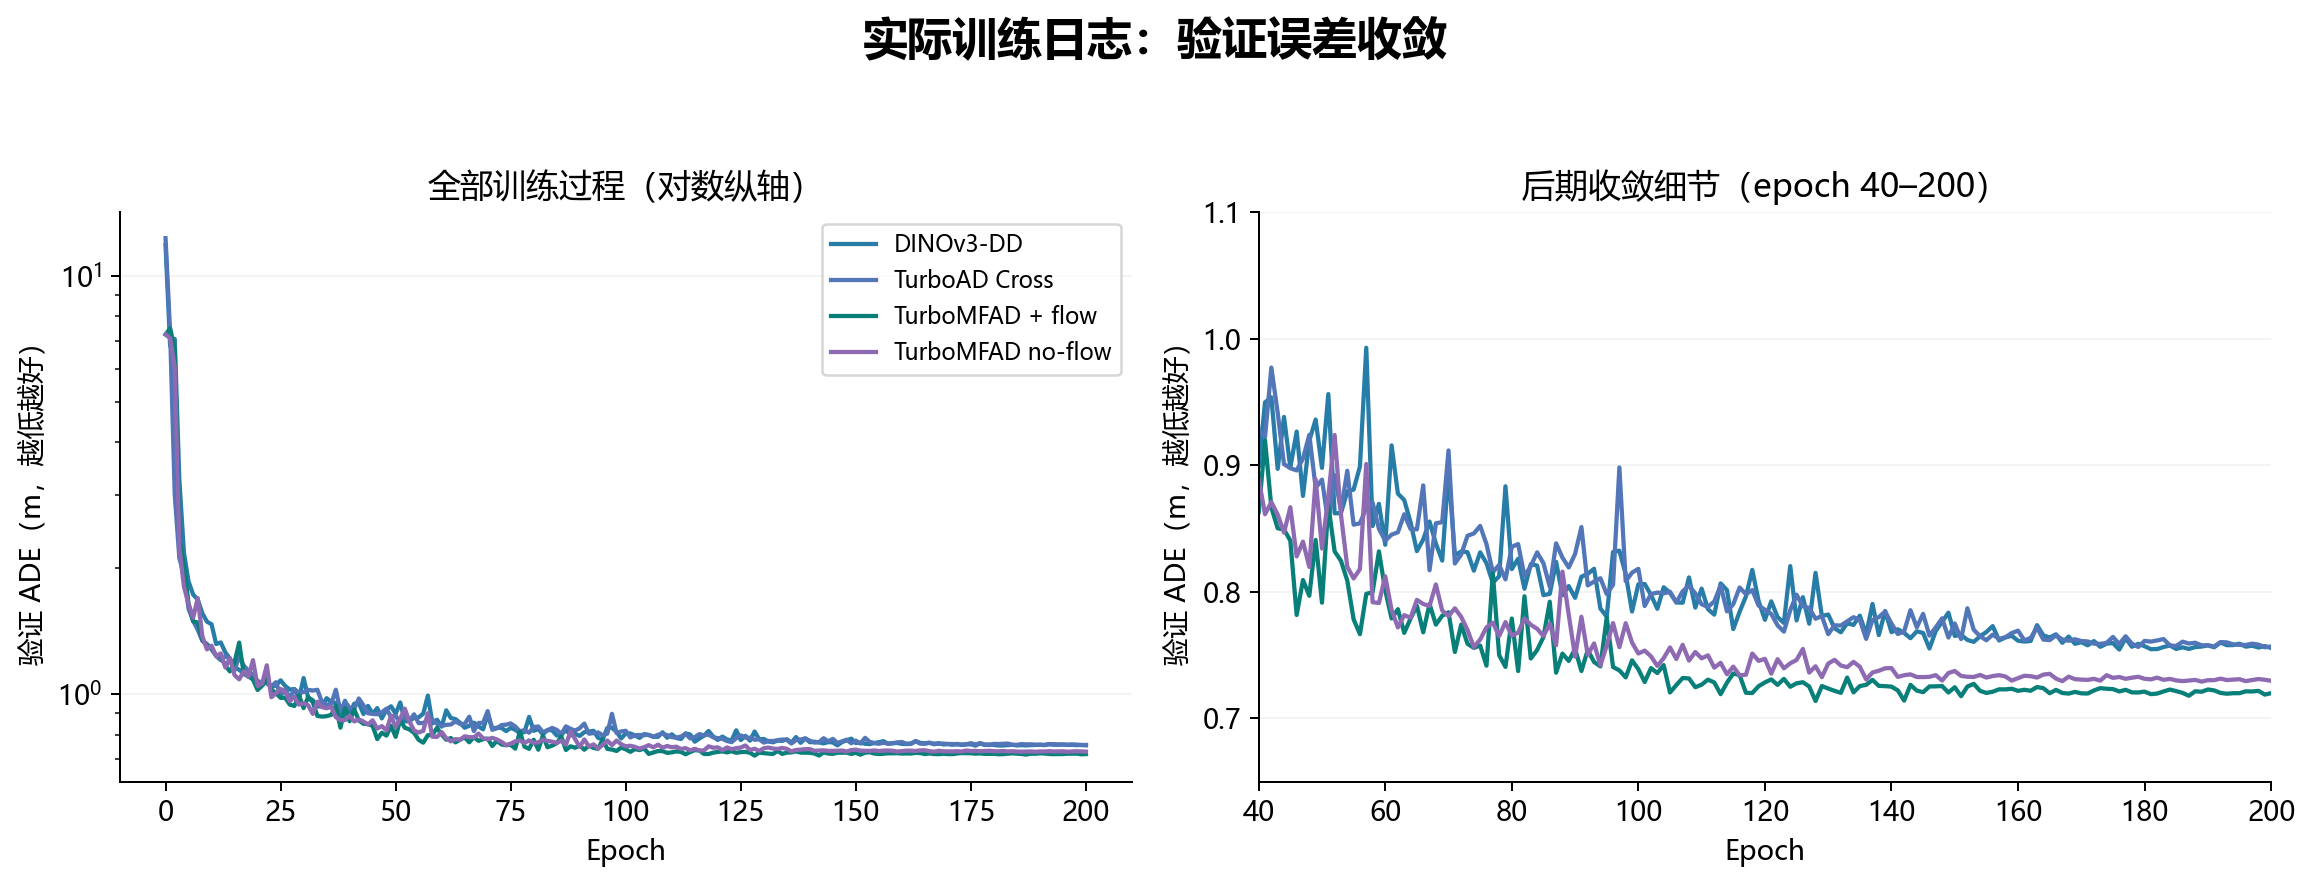 实际训练日志：验证误差收敛
全部训练过程（对数纵轴）
验证 ADE（m，越低越好）
10¹
10⁰
DINOv3-DD
TurboAD Cross
TurboMFAD + flow
TurboMFAD no-flow
0 25 50 75 100 125 150 175 200
Epoch
后期收敛细节（epoch 40–200）
验证 ADE（m，越低越好）
1.1
1.0
0.9
0.8
0.7
40 60 80 100 120 140 160 180 200
Epoch